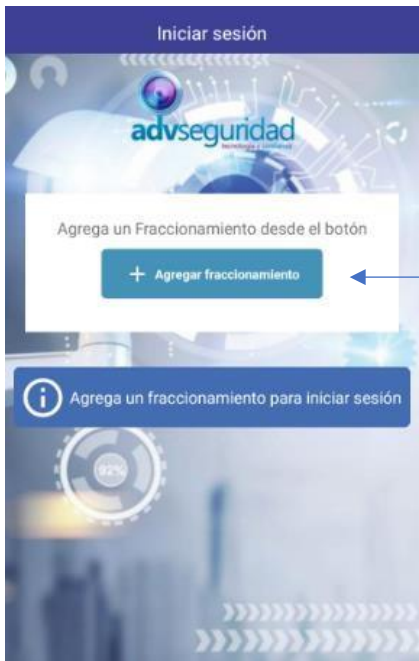 Iniciar sesión
advseguridad
Agrega un Fraccionamiento desde el botón
+ Agregar fraccionamiento
Agrega un fraccionamiento para iniciar sesión
92%